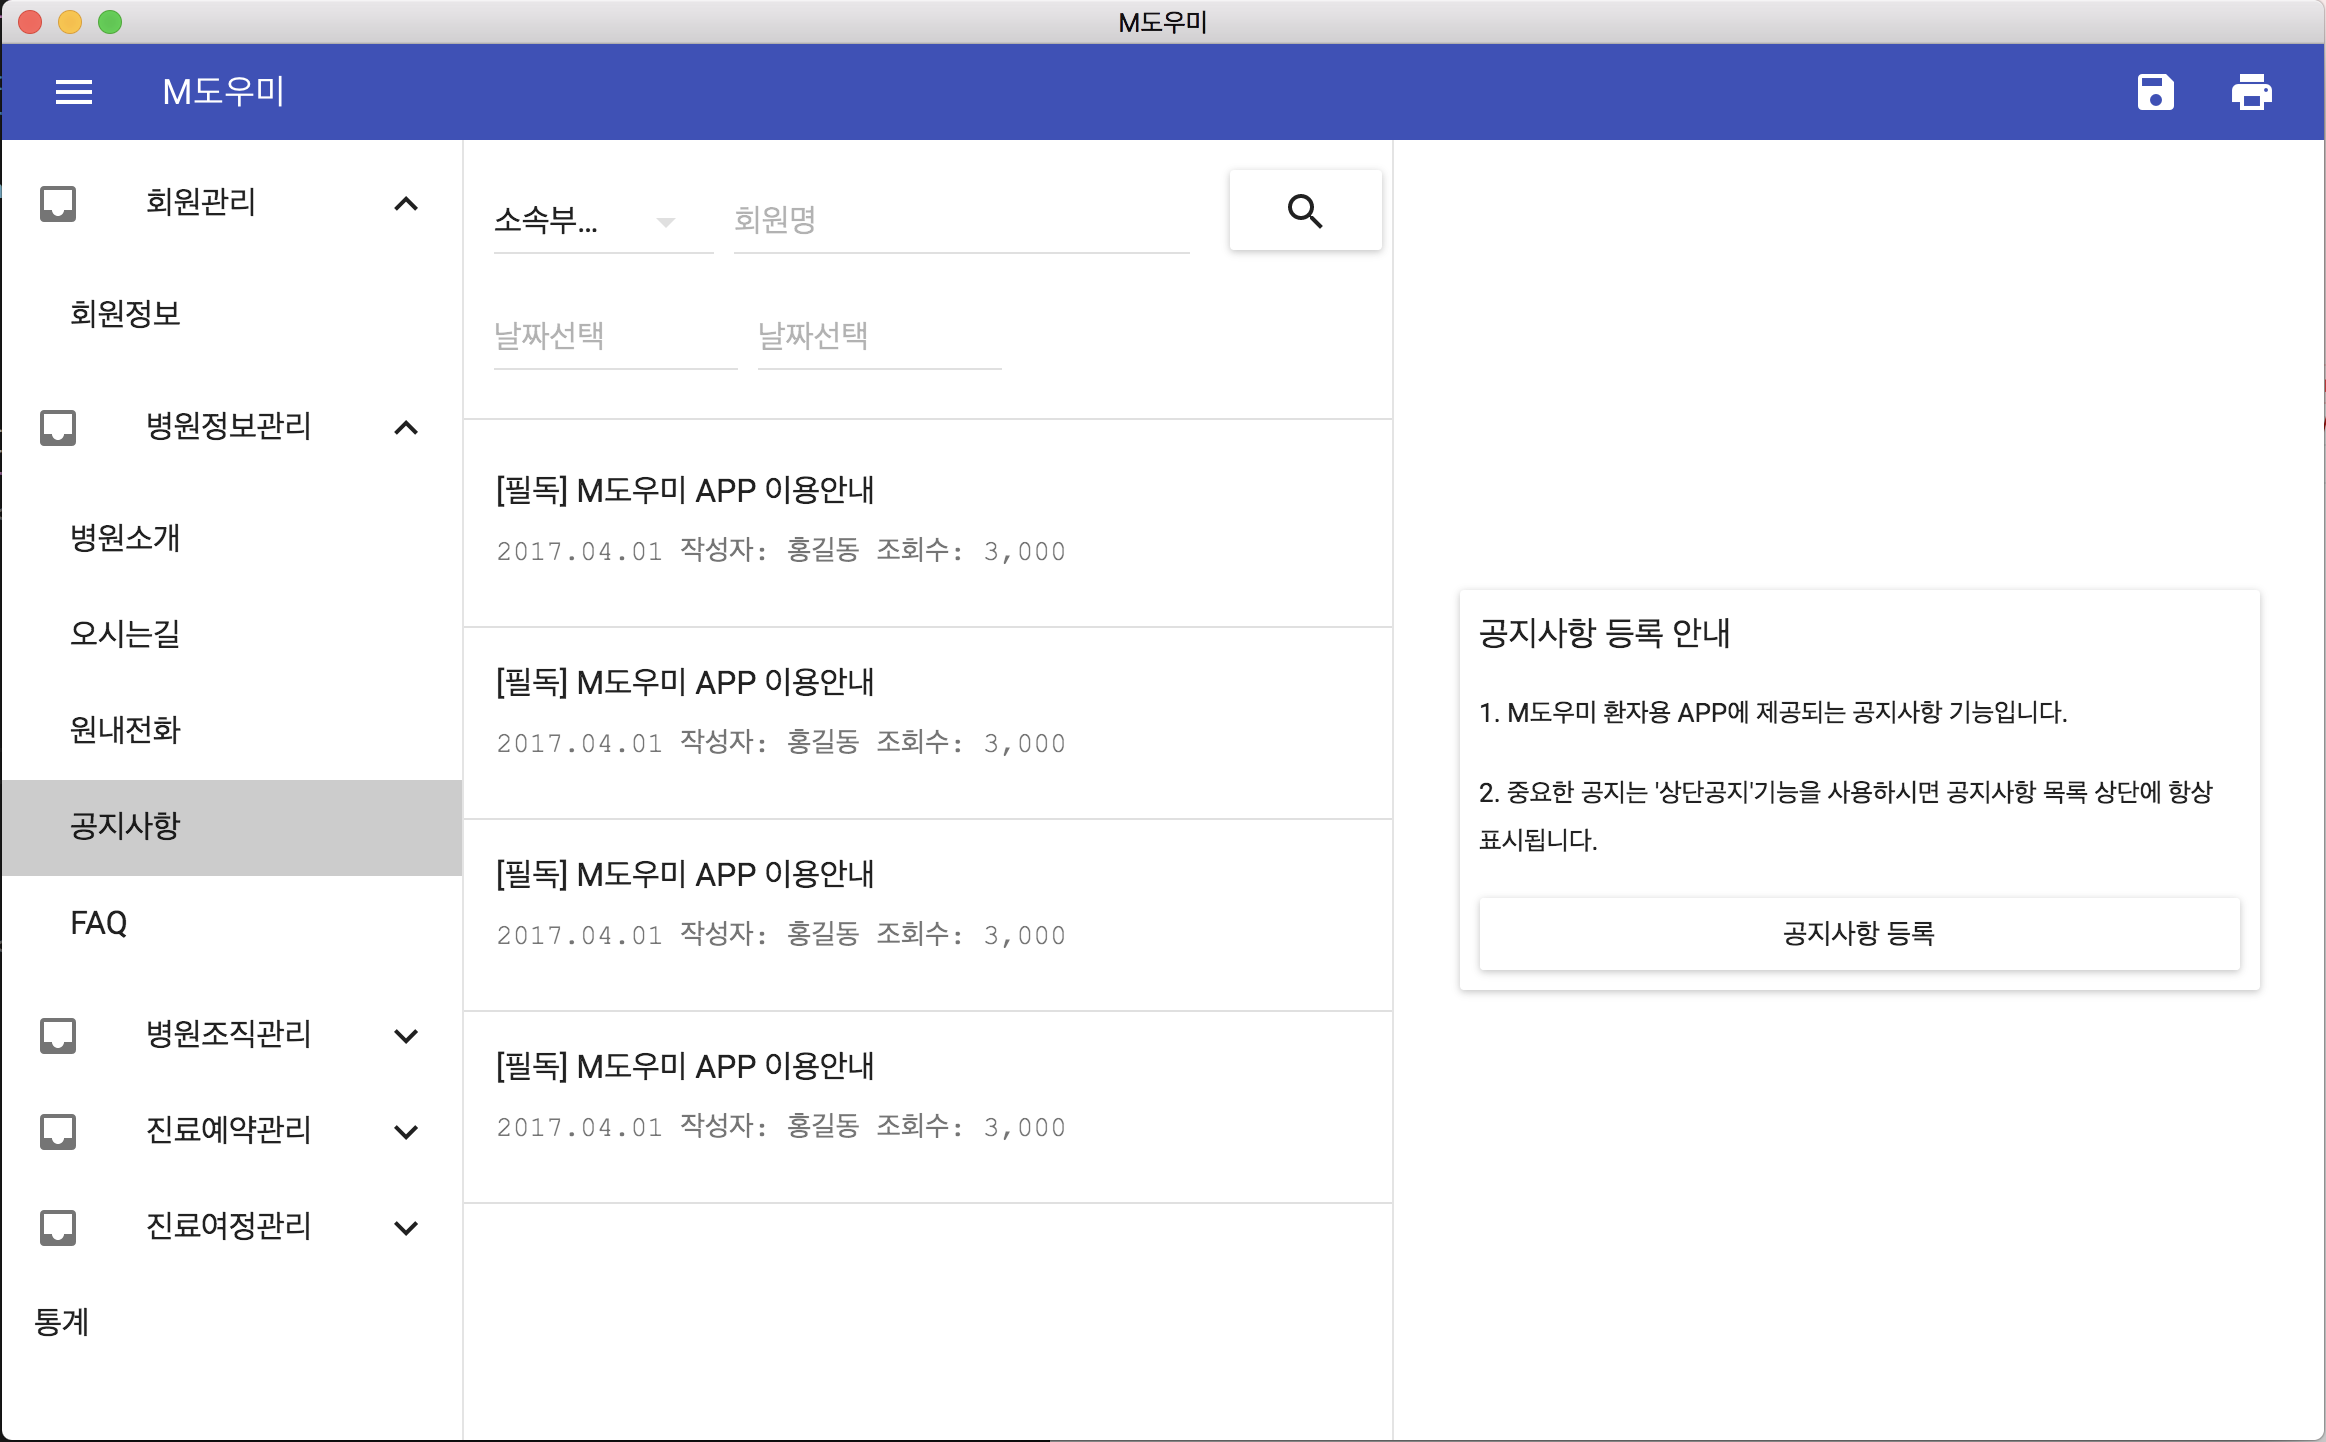 M도우미
M도우미
회원관리
회원정보
병원정보관리
병원소개
오시는길
원내전화
공지사항
FAQ
병원조직관리
진료예약관리
진료여정관리
통계
소속부... 회원명
날짜선택 날짜선택
[필독] M도우미 APP 이용안내
2017.04.01 작성자: 홍길동 조회수: 3,000
[필독] M도우미 APP 이용안내
2017.04.01 작성자: 홍길동 조회수: 3,000
[필독] M도우미 APP 이용안내
2017.04.01 작성자: 홍길동 조회수: 3,000
[필독] M도우미 APP 이용안내
2017.04.01 작성자: 홍길동 조회수: 3,000
공지사항 등록 안내
1. M도우미 환자용 APP에 제공되는 공지사항 기능입니다.
2. 중요한 공지는 '상단공지'기능을 사용하시면 공지사항 목록 상단에 항상
표시됩니다.
공지사항 등록